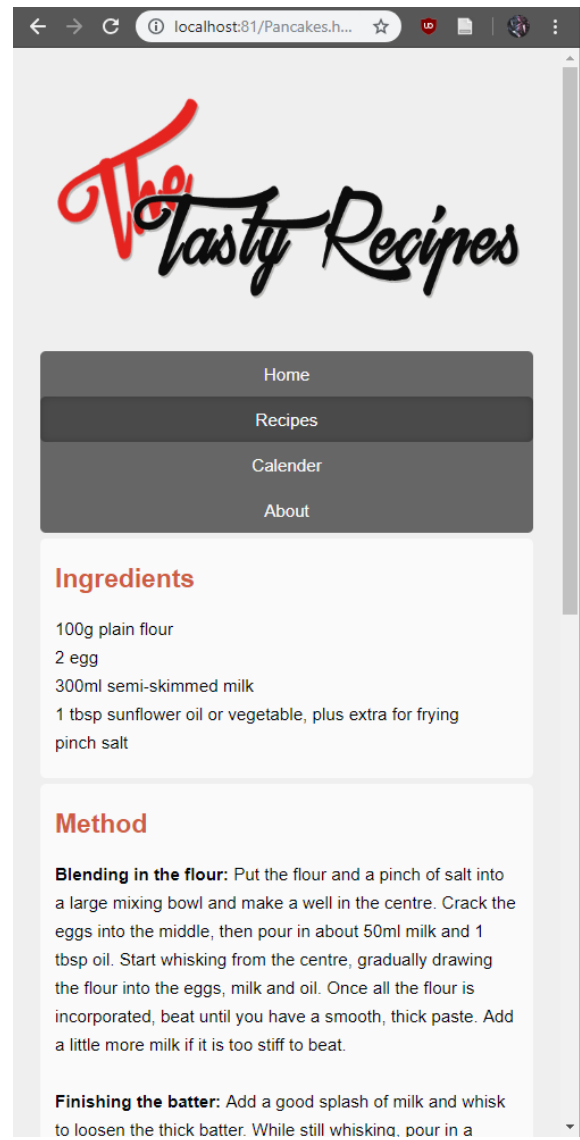 localhost:81/Pancakes.h...
The
Tasty Recipes
Home
Recipes
Calender
About
Ingredients
100g plain flour
2 egg
300ml semi-skimmed milk
1 tbsp sunflower oil or vegetable, plus extra for frying
pinch salt
Method
Blending in the flour: Put the flour and a pinch of salt into
a large mixing bowl and make a well in the centre. Crack the
eggs into the middle, then pour in about 50ml milk and 1
tbsp oil. Start whisking from the centre, gradually drawing
the flour into the eggs, milk and oil. Once all the flour is
incorporated, beat until you have a smooth, thick paste. Add
a little more milk if it is too stiff to beat.
Finishing the batter: Add a good splash of milk and whisk
to loosen the thick batter. While still whisking, pour in a